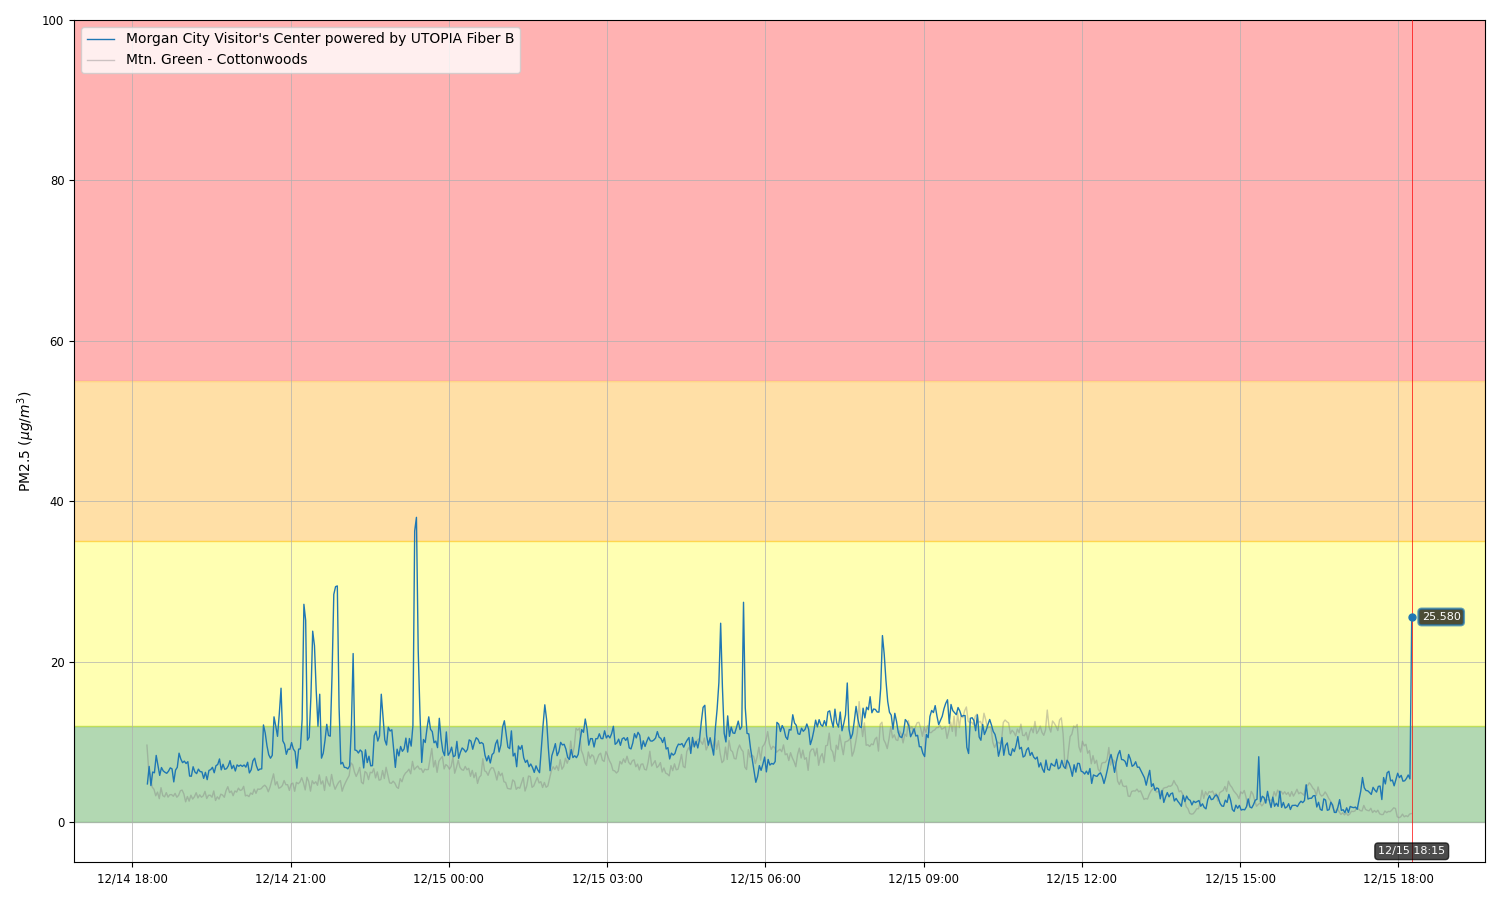 100
Morgan City Visitor's Center powered by UTOPIA Fiber B
Mtn. Green - Cottonwoods
80
60
PM2.5 (μg/m³)
40
25.580
20
0
12/15 18:15
12/14 18:00 12/14 21:00 12/15 00:00 12/15 03:00 12/15 06:00 12/15 09:00 12/15 12:00 12/15 15:00 12/15 18:00